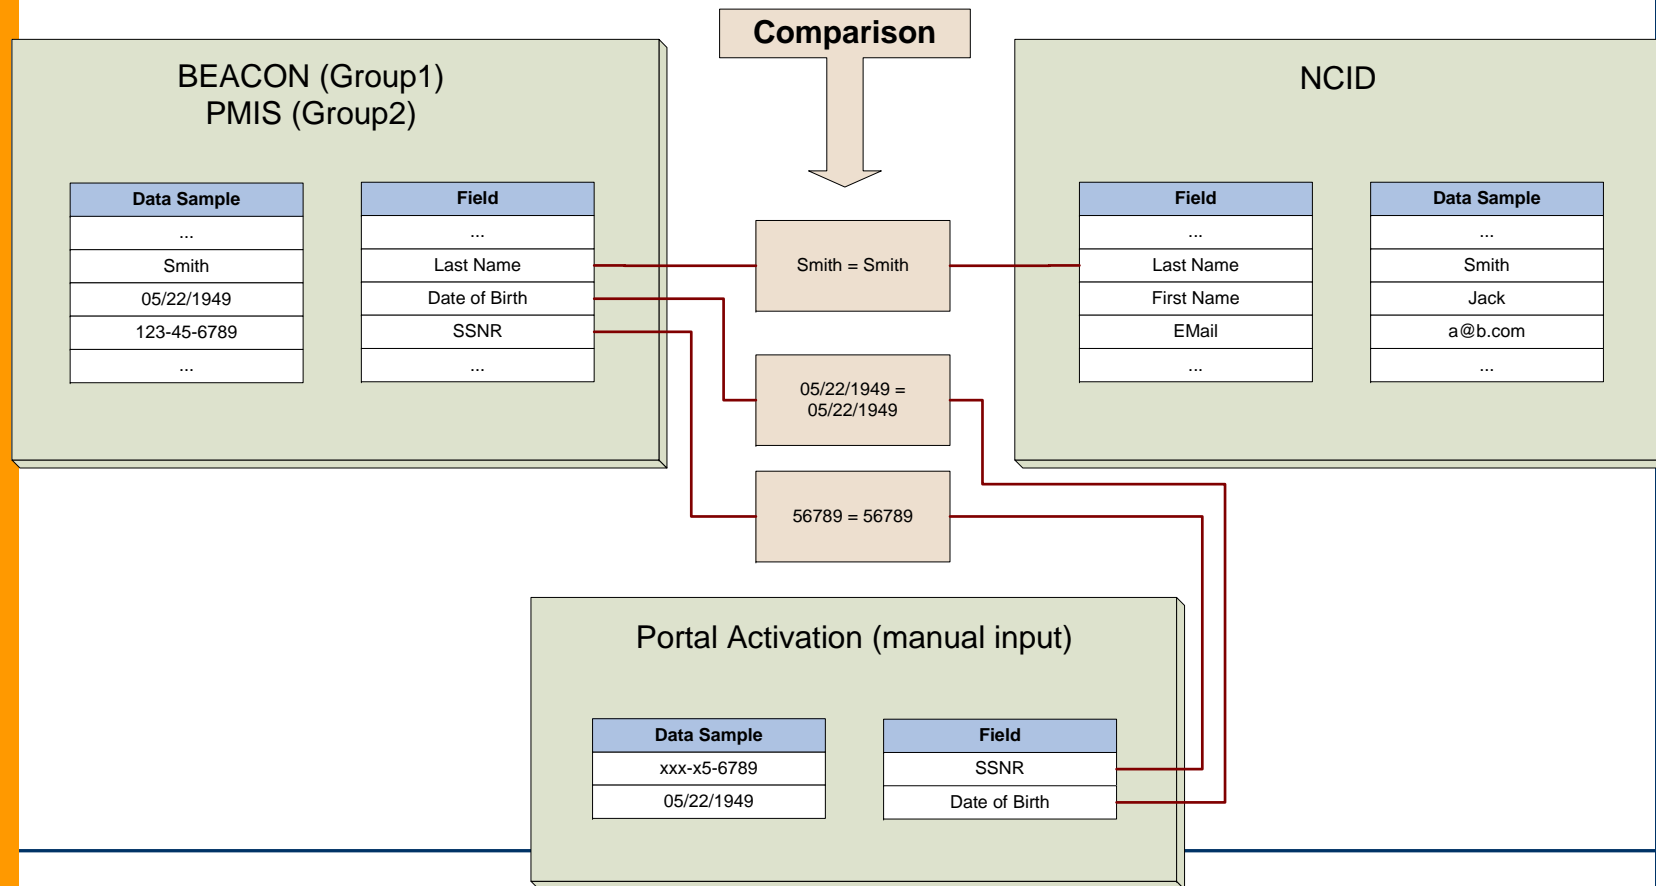 Comparison
BEACON (Group1)
PMIS (Group2)
Data Sample
...
Smith
05/22/1949
123-45-6789
...
Field
...
Last Name
Date of Birth
SSNR
...
Smith = Smith
05/22/1949 =
05/22/1949
56789 = 56789
NCID
Field
...
Last Name
First Name
EMail
...
Data Sample
...
Smith
Jack
a@b.com
...
Portal Activation (manual input)
Data Sample
xxx-x5-6789
05/22/1949
Field
SSNR
Date of Birth